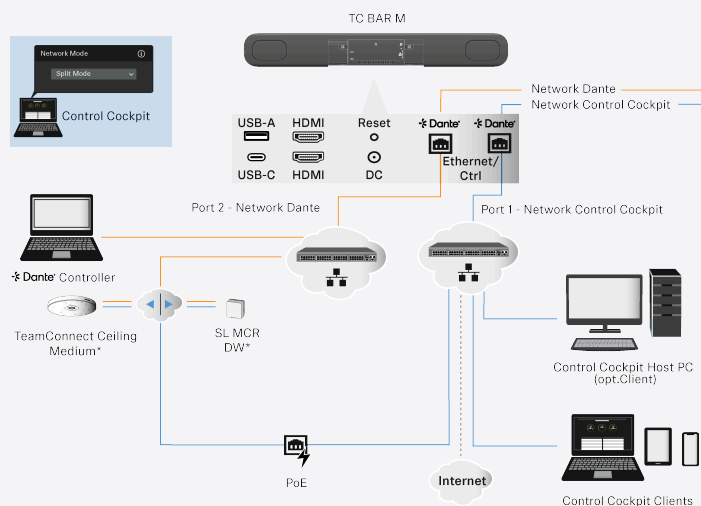 TC BAR M
Network Mode
Split Mode
Control Cockpit
Network Dante
Network Control Cockpit
USB-A HDMI Reset Dante Dante
Ethernet/
Ctrl
USB-C HDMI DC
Port 2 - Network Dante
Port 1 - Network Control Cockpit
Dante Controller
TeamConnect Ceiling
Medium*
SL MCR
DW*
Control Cockpit Host PC
(opt.Client)
PoE
Internet
Control Cockpit Clients